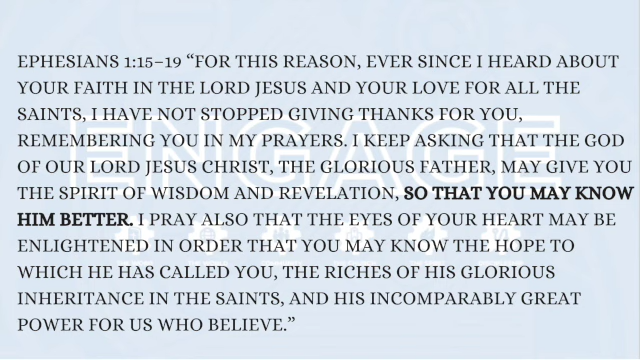 EPHESIANS 1:15–19 “FOR THIS REASON, EVER SINCE I HEARD ABOUT
YOUR FAITH IN THE LORD JESUS AND YOUR LOVE FOR ALL THE
SAINTS, I HAVE NOT STOPPED GIVING THANKS FOR YOU,
REMEMBERING YOU IN MY PRAYERS. I KEEP ASKING THAT THE GOD
OF OUR LORD JESUS CHRIST, THE GLORIOUS FATHER, MAY GIVE YOU
THE SPIRIT OF WISDOM AND REVELATION, SO THAT YOU MAY KNOW
HIM BETTER. I PRAY ALSO THAT THE EYES OF YOUR HEART MAY BE
ENLIGHTENED IN ORDER THAT YOU MAY KNOW THE HOPE TO
WHICH HE HAS CALLED YOU, THE RICHES OF HIS GLORIOUS
INHERITANCE IN THE SAINTS, AND HIS INCOMPARABLY GREAT
POWER FOR US WHO BELIEVE.”
ENGAGE